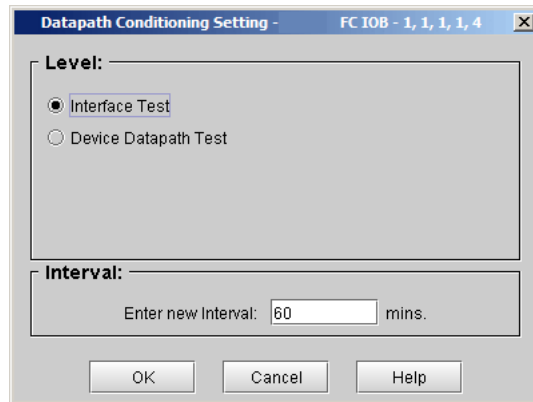 Datapath Conditioning Setting - FC IOB - 1, 1, 1, 1, 4
Level:
Interface Test
Device Datapath Test
Interval:
Enter new Interval: 60 mins.
OK Cancel Help